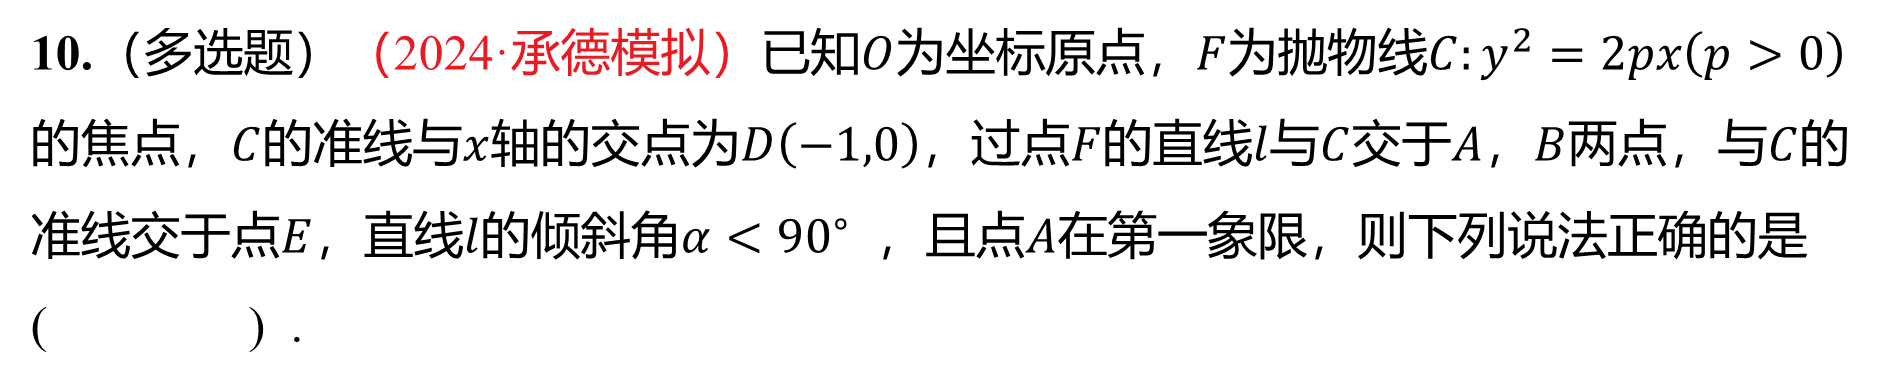 10.（多选题）（2024·承德模拟）已知O为坐标原点，F为抛物线C:y² = 2px(p > 0)
的焦点，C的准线与x轴的交点为D(−1,0)，过点F的直线l与C交于A，B两点，与C的
准线交于点E，直线l的倾斜角α < 90°，且点A在第一象限，则下列说法正确的是
(　　　　).